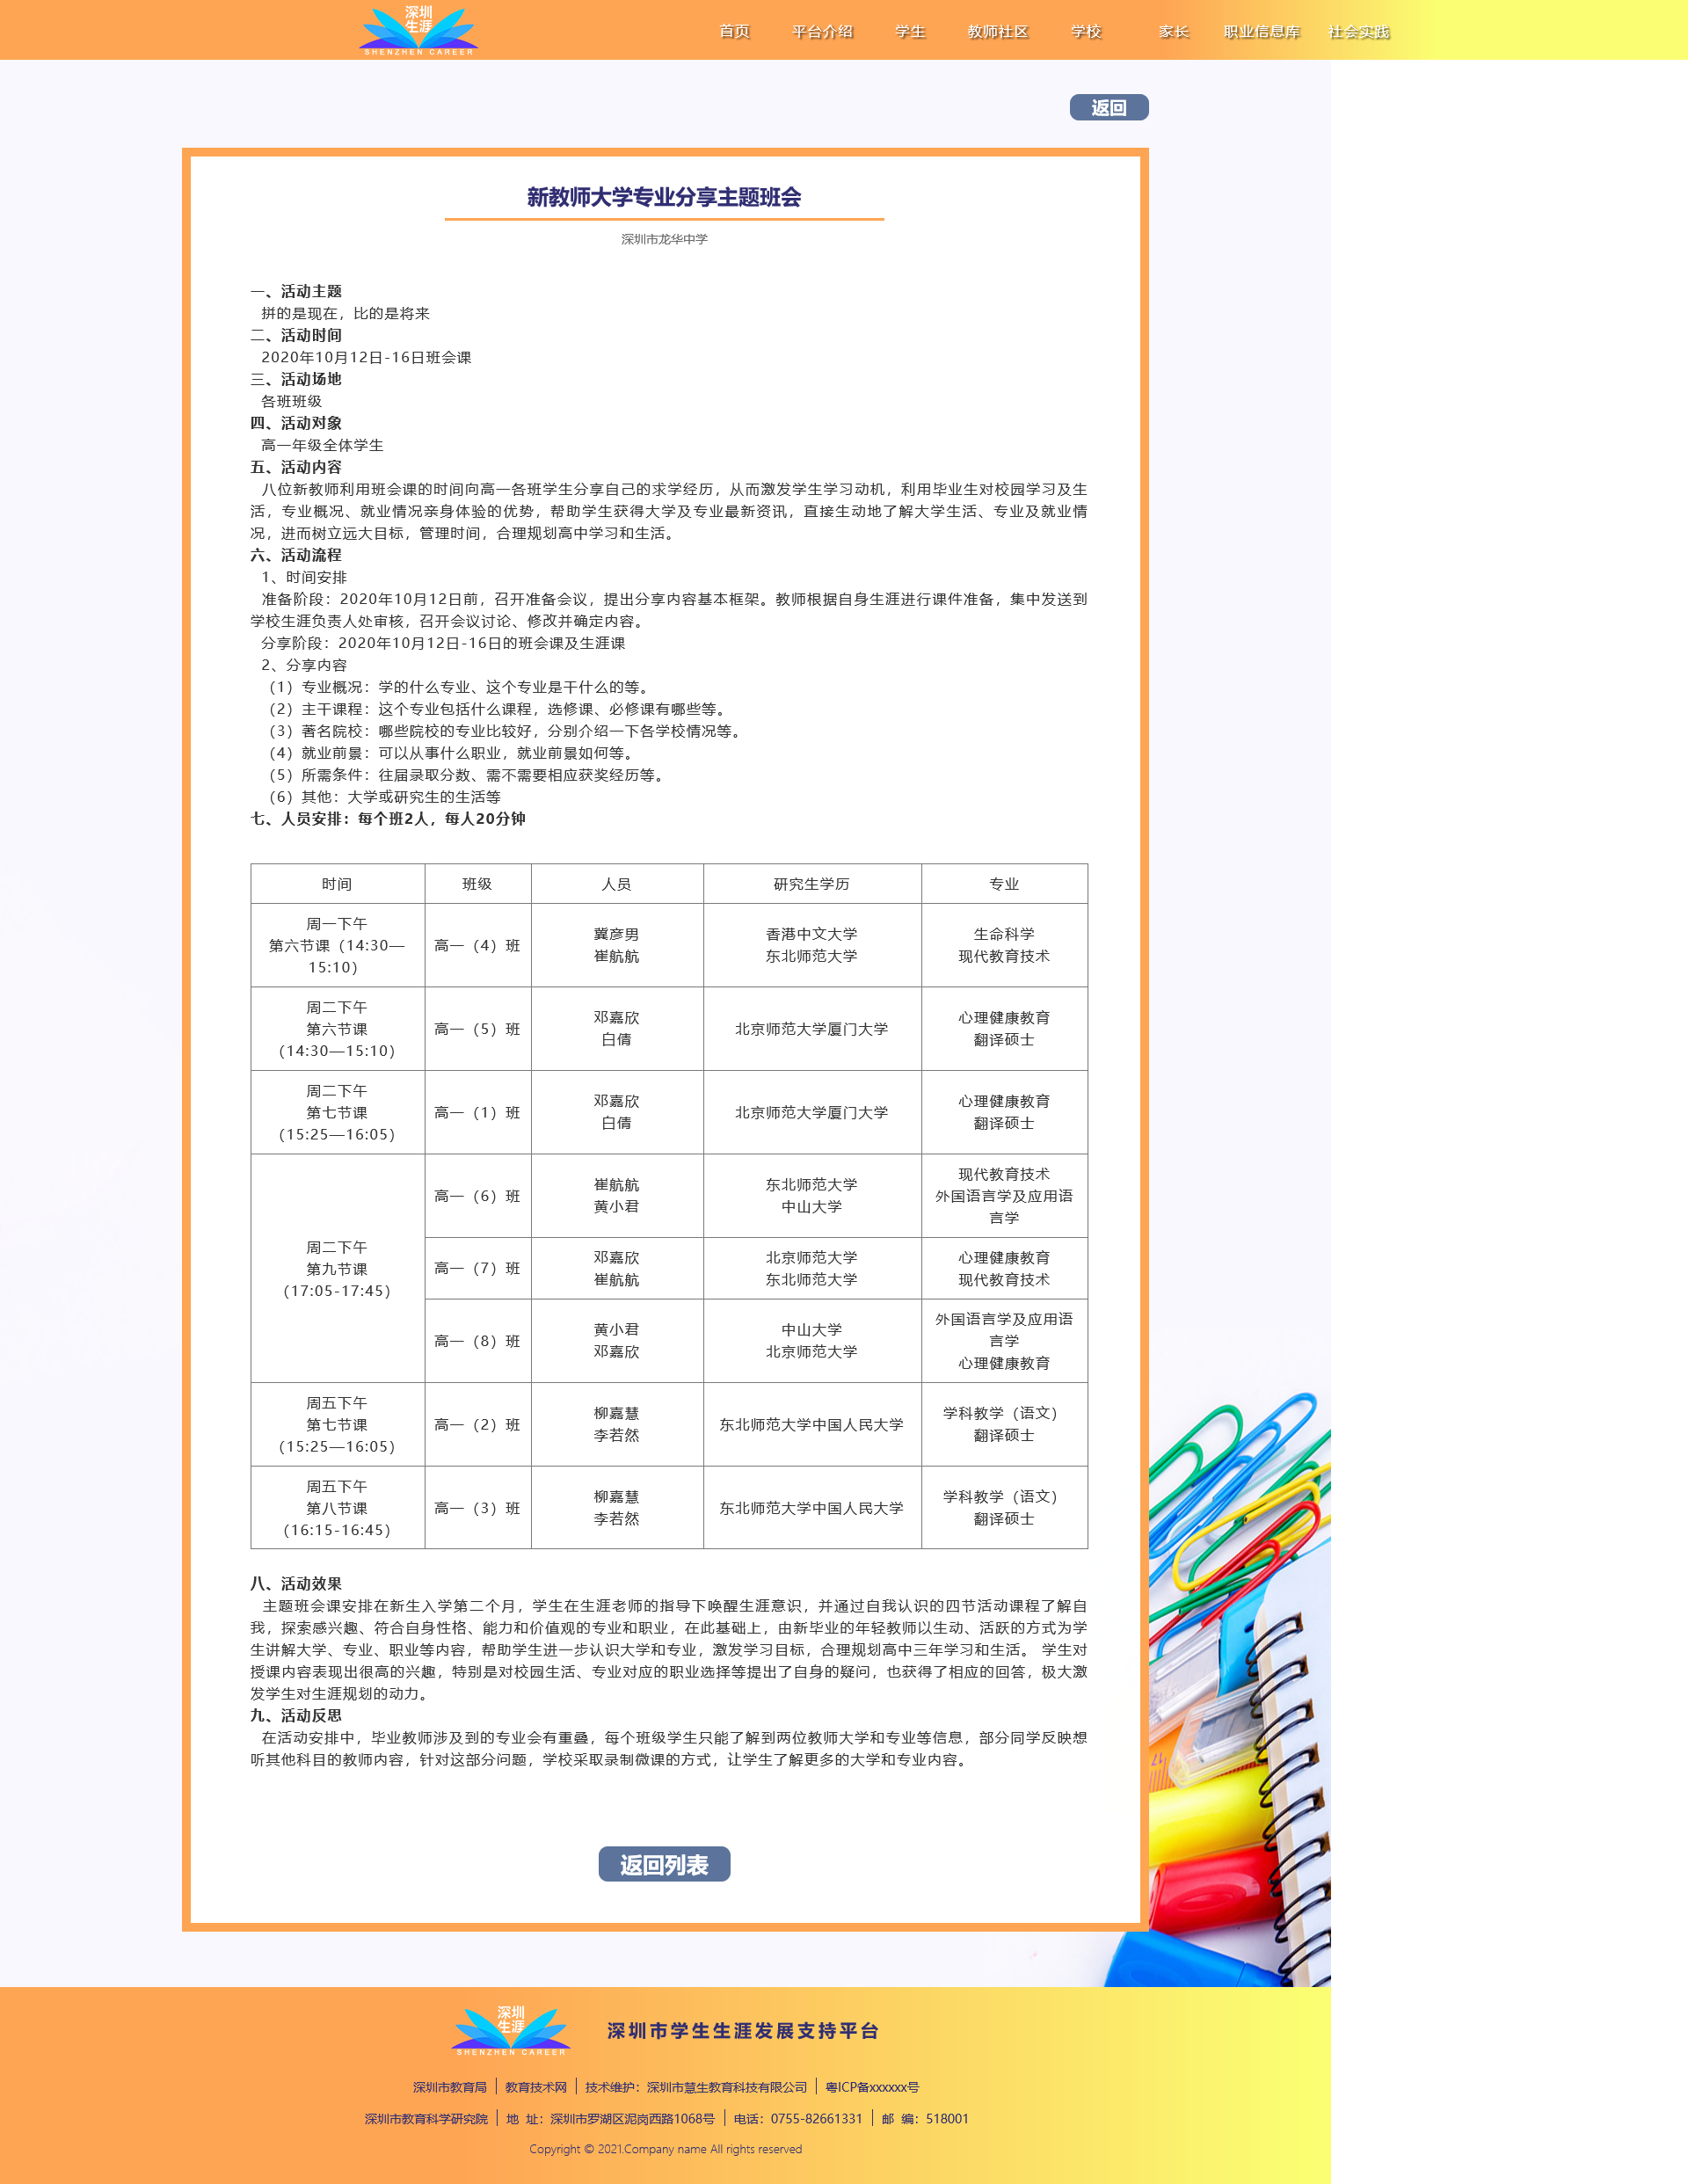 深圳
生涯
SHENZHEN CAREER
首页 平台介绍 学生 教师社区 学校 家长 职业信息库 社会实践
返回
新教师大学专业分享主题班会
深圳市龙华中学
一、活动主题
拼的是现在，比的是将来
二、活动时间
2020年10月12日-16日班会课
三、活动场地
各班班级
四、活动对象
高一年级全体学生
五、活动内容
八位新教师利用班会课的时间向高一各班学生分享自己的求学经历，从而激发学生学习动机，利用毕业生对校园学习及生
活，专业概况、就业情况亲身体验的优势，帮助学生获得大学及专业最新资讯，直接生动地了解大学生活、专业及就业情
况，进而树立远大目标，管理时间，合理规划高中学习和生活。
六、活动流程
1、时间安排
准备阶段：2020年10月12日前，召开准备会议，提出分享内容基本框架。教师根据自身生涯进行课件准备，集中发送到
学校生涯负责人处审核，召开会议讨论、修改并确定内容。
分享阶段：2020年10月12日-16日的班会课及生涯课
2、分享内容
（1）专业概况：学的什么专业、这个专业是干什么的等。
（2）主干课程：这个专业包括什么课程，选修课、必修课有哪些等。
（3）著名院校：哪些院校的专业比较好，分别介绍一下各学校情况等。
（4）就业前景：可以从事什么职业，就业前景如何等。
（5）所需条件：往届录取分数、需不需要相应获奖经历等。
（6）其他：大学或研究生的生活等
七、人员安排：每个班2人，每人20分钟
时间 班级 人员 研究生学历 专业
周一下午
第六节课（14:30—
15:10）
高一（4）班
冀彦男
崔航航
香港中文大学
东北师范大学
生命科学
现代教育技术
周二下午
第六节课
（14:30—15:10）
高一（5）班
邓嘉欣
白倩
北京师范大学厦门大学
心理健康教育
翻译硕士
周二下午
第七节课
（15:25—16:05）
高一（1）班
邓嘉欣
白倩
北京师范大学厦门大学
心理健康教育
翻译硕士
周二下午
第九节课
（17:05-17:45）
高一（6）班
崔航航
黄小君
东北师范大学
中山大学
现代教育技术
外国语言学及应用语
言学
高一（7）班
邓嘉欣
崔航航
北京师范大学
东北师范大学
心理健康教育
现代教育技术
高一（8）班
黄小君
邓嘉欣
中山大学
北京师范大学
外国语言学及应用语
言学
心理健康教育
周五下午
第七节课
（15:25—16:05）
高一（2）班
柳嘉慧
李若然
东北师范大学中国人民大学
学科教学（语文）
翻译硕士
周五下午
第八节课
（16:15-16:45）
高一（3）班
柳嘉慧
李若然
东北师范大学中国人民大学
学科教学（语文）
翻译硕士
八、活动效果
主题班会课安排在新生入学第二个月，学生在生涯老师的指导下唤醒生涯意识，并通过自我认识的四节活动课程了解自
我，探索感兴趣、符合自身性格、能力和价值观的专业和职业，在此基础上，由新毕业的年轻教师以生动、活跃的方式为学
生讲解大学、专业、职业等内容，帮助学生进一步认识大学和专业，激发学习目标，合理规划高中三年学习和生活。 学生对
授课内容表现出很高的兴趣，特别是对校园生活、专业对应的职业选择等提出了自身的疑问，也获得了相应的回答，极大激
发学生对生涯规划的动力。
九、活动反思
在活动安排中，毕业教师涉及到的专业会有重叠，每个班级学生只能了解到两位教师大学和专业等信息，部分同学反映想
听其他科目的教师内容，针对这部分问题，学校采取录制微课的方式，让学生了解更多的大学和专业内容。
返回列表
17
深圳
生涯
SHENZHEN CAREER
深圳市学生生涯发展支持平台
深圳市教育局 教育技术网 技术维护：深圳市慧生教育科技有限公司 粤ICP备xxxxxx号
深圳市教育科学研究院 地 址：深圳市罗湖区泥岗西路1068号 电话：0755-82661331 邮 编：518001
Copyright © 2021.Company name All rights reserved